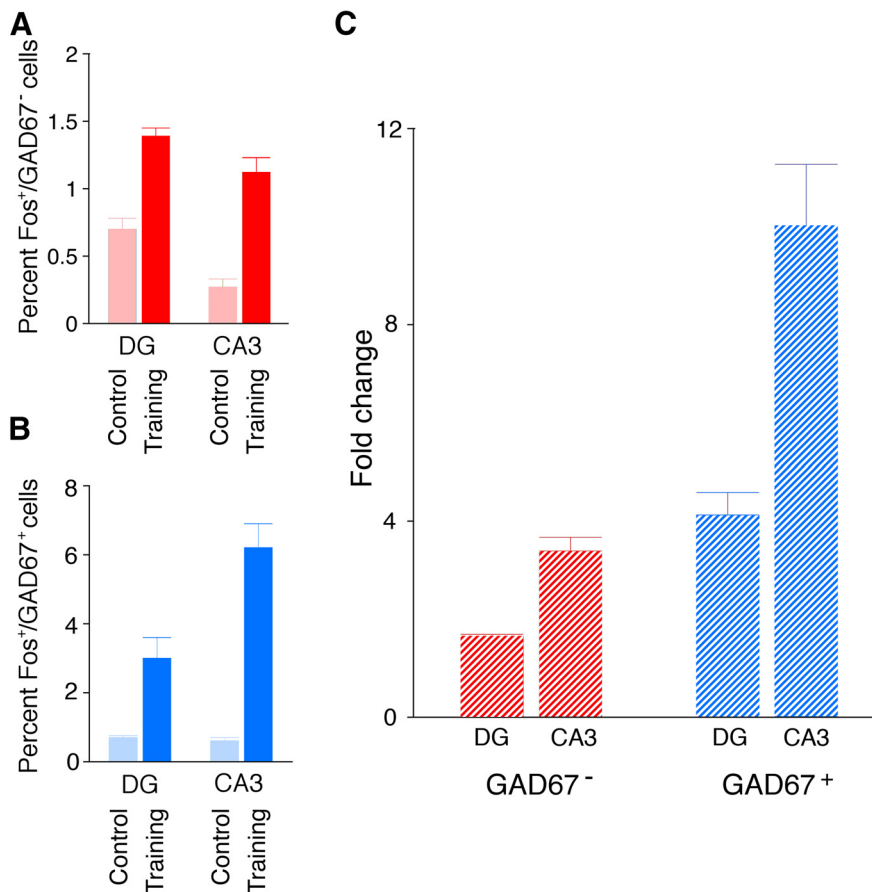 A
Percent Fos⁺/GAD67⁻ cells
2
1.5
1
0.5
0
DG CA3
Control Training Control Training
B
Percent Fos⁺/GAD67⁺ cells
8
6
4
2
0
DG CA3
Control Training Control Training
C
Fold change
12
8
4
0
DG CA3 DG CA3
GAD67⁻ GAD67⁺